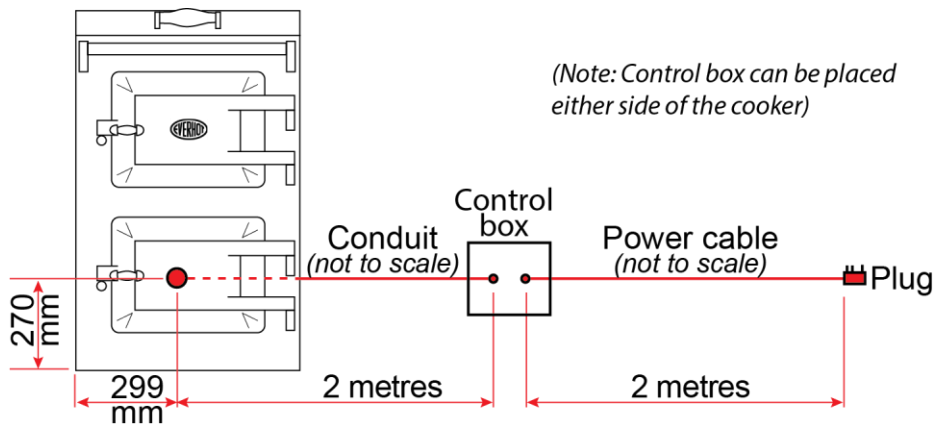 (Note: Control box can be placed
either side of the cooker)
EVERHOT
Control
box
Conduit
(not to scale)
Power cable
(not to scale)
Plug
270
mm
299
mm
2 metres
2 metres